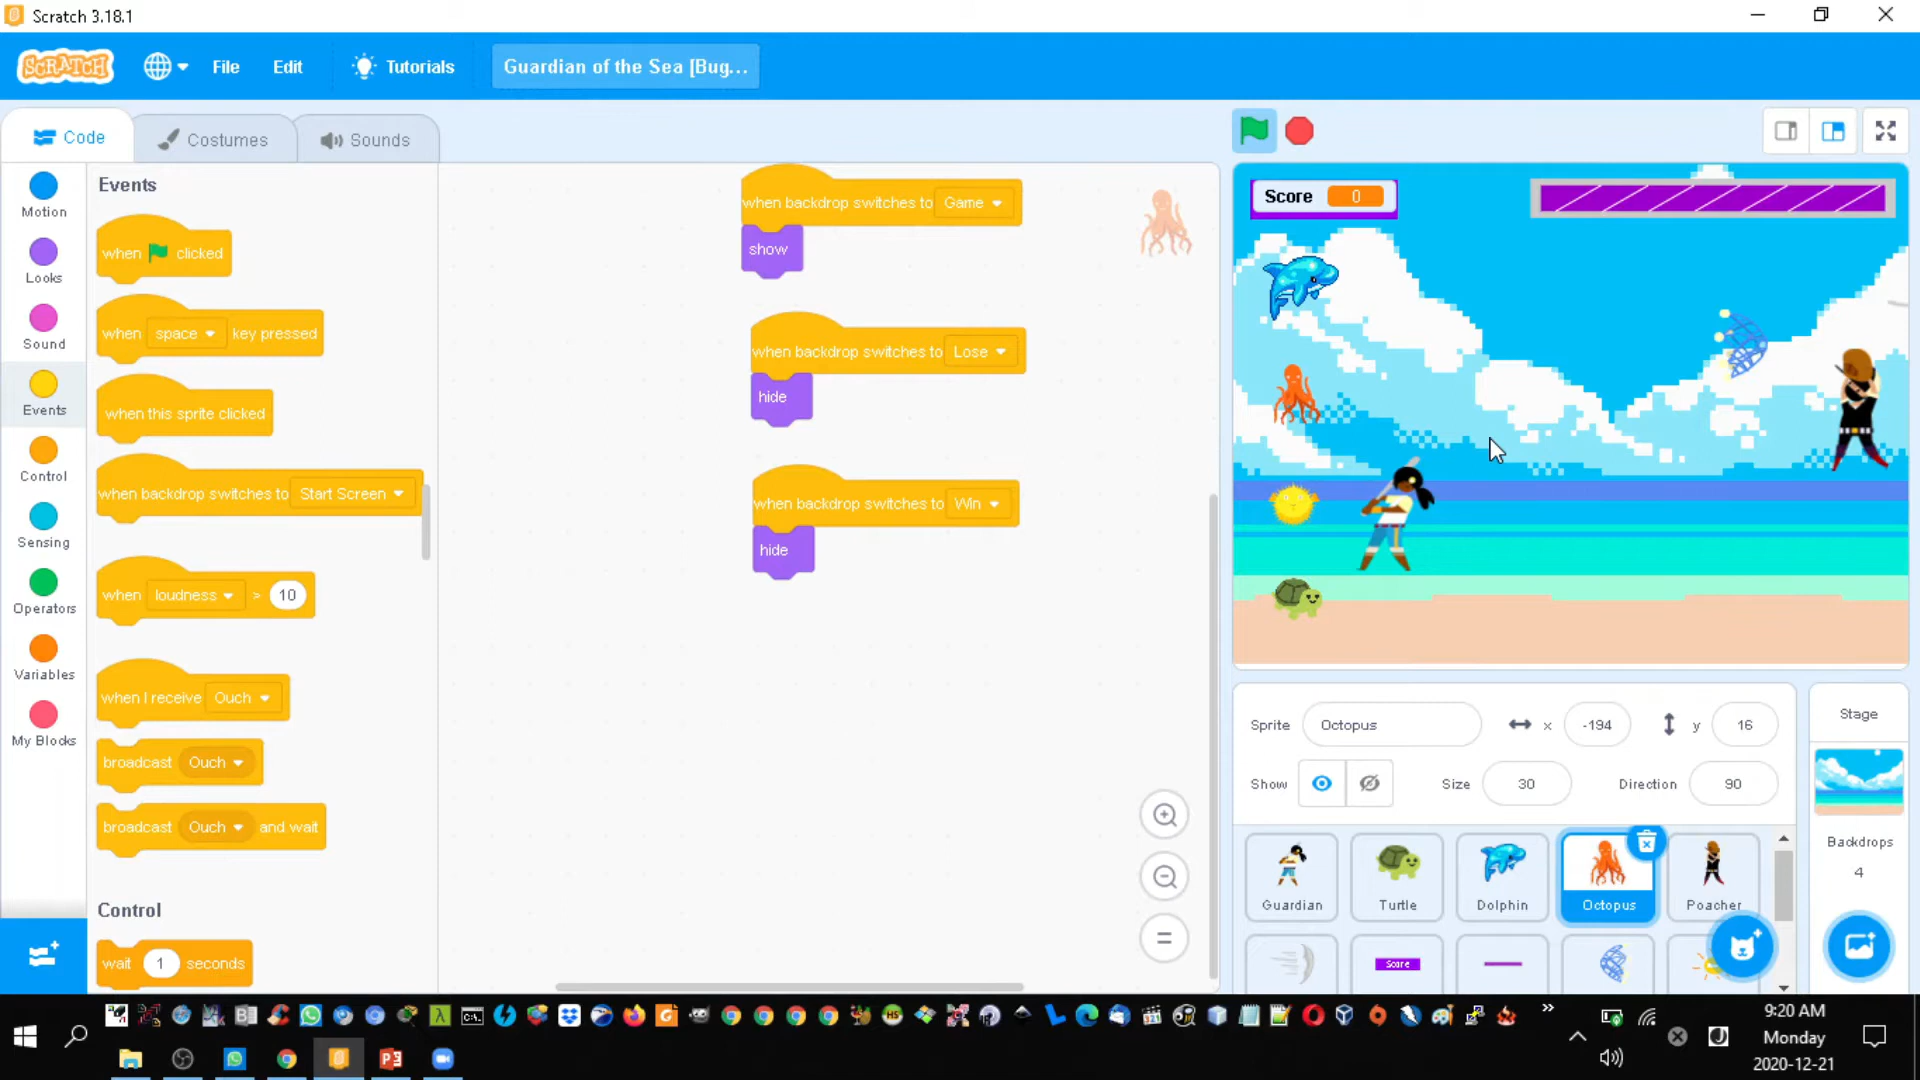 Scratch 3.18.1
SCRATCH
File
Edit
Tutorials
Guardian of the Sea [Bug...
Code
Costumes
Sounds
Motion
Looks
Sound
Events
Control
Sensing
Operators
Variables
My Blocks
Events
when clicked
when space key pressed
when this sprite clicked
when backdrop switches to Start Screen
when loudness > 10
when I receive Ouch
broadcast Ouch
broadcast Ouch and wait
Control
wait 1 seconds
when backdrop switches to Game
show
when backdrop switches to Lose
hide
when backdrop switches to Win
hide
Score 0
Sprite Octopus x -194 y 16
Show Size 30 Direction 90
Guardian
Turtle
Dolphin
Octopus
Poacher
Score
Stage
Backdrops
4
9:20 AM
Monday
2020-12-21